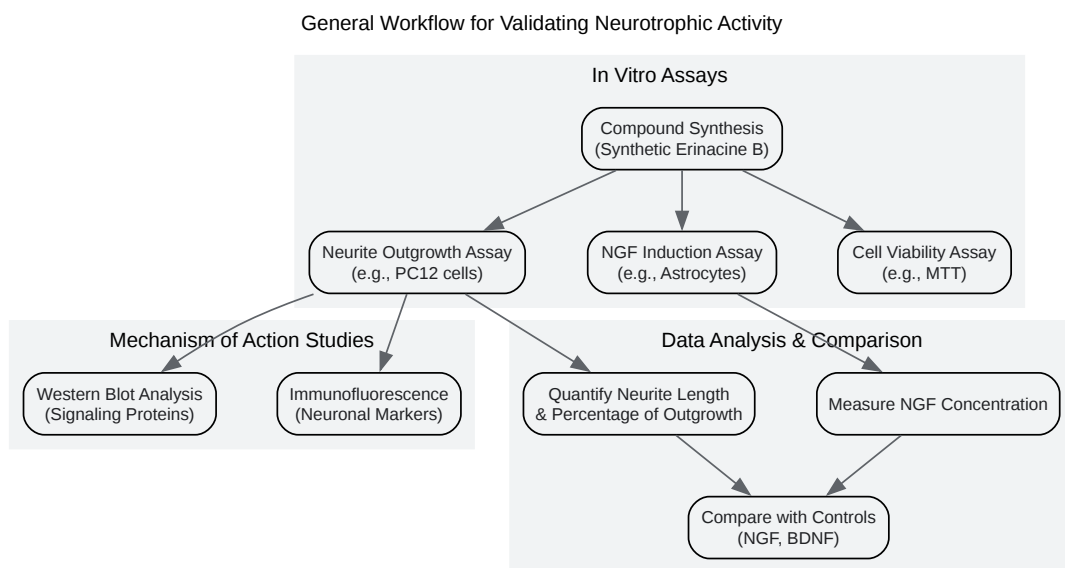 General Workflow for Validating Neurotrophic Activity
In Vitro Assays
Compound Synthesis
(Synthetic Erinacine B)
Neurite Outgrowth Assay
(e.g., PC12 cells)
NGF Induction Assay
(e.g., Astrocytes)
Cell Viability Assay
(e.g., MTT)
Mechanism of Action Studies
Western Blot Analysis
(Signaling Proteins)
Immunofluorescence
(Neuronal Markers)
Data Analysis & Comparison
Quantify Neurite Length
& Percentage of Outgrowth
Measure NGF Concentration
Compare with Controls
(NGF, BDNF)